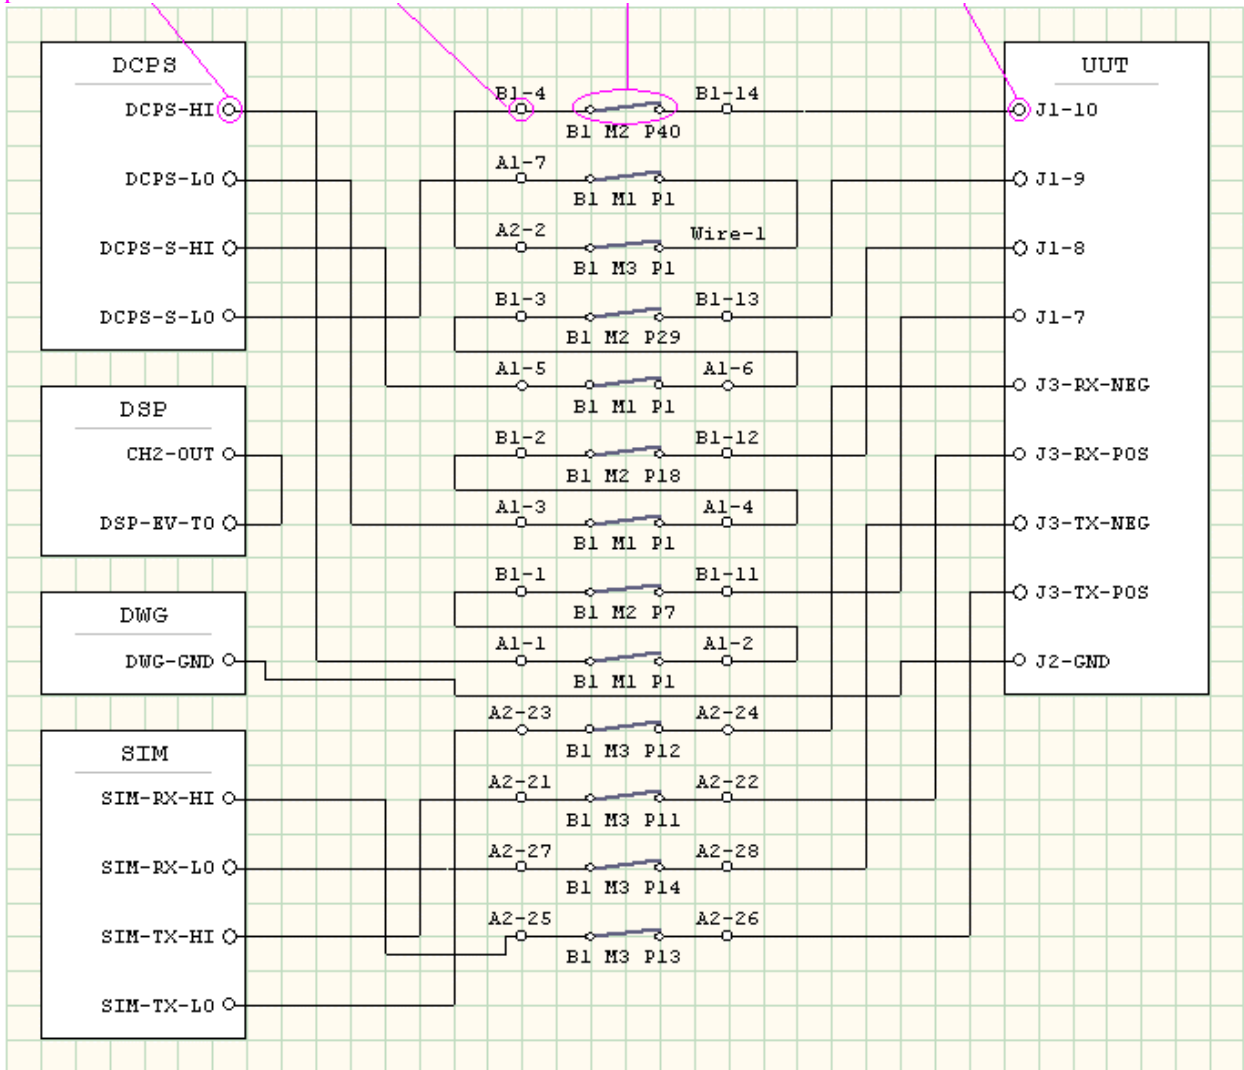 DCPS
DCPS-HI
DCPS-LO
DCPS-S-HI
DCPS-S-LO
DSP
CH2-OUT
DSP-EV-T0
DWG
DWG-GND
SIM
SIM-RX-HI
SIM-RX-LO
SIM-TX-HI
SIM-TX-LO
B1-4 B1-14
B1 M2 P40
A1-7
B1 M1 P1
A2-2 Wire-1
B1 M3 P1
B1-3 B1-13
B1 M2 P29
A1-5 A1-6
B1 M1 P1
B1-2 B1-12
B1 M2 P18
A1-3 A1-4
B1 M1 P1
B1-1 B1-11
B1 M2 P7
A1-1 A1-2
B1 M1 P1
A2-23 A2-24
B1 M3 P12
A2-21 A2-22
B1 M3 P11
A2-27 A2-28
B1 M3 P14
A2-25 A2-26
B1 M3 P13
UUT
J1-10
J1-9
J1-8
J1-7
J3-RX-NEG
J3-RX-POS
J3-TX-NEG
J3-TX-POS
J2-GND